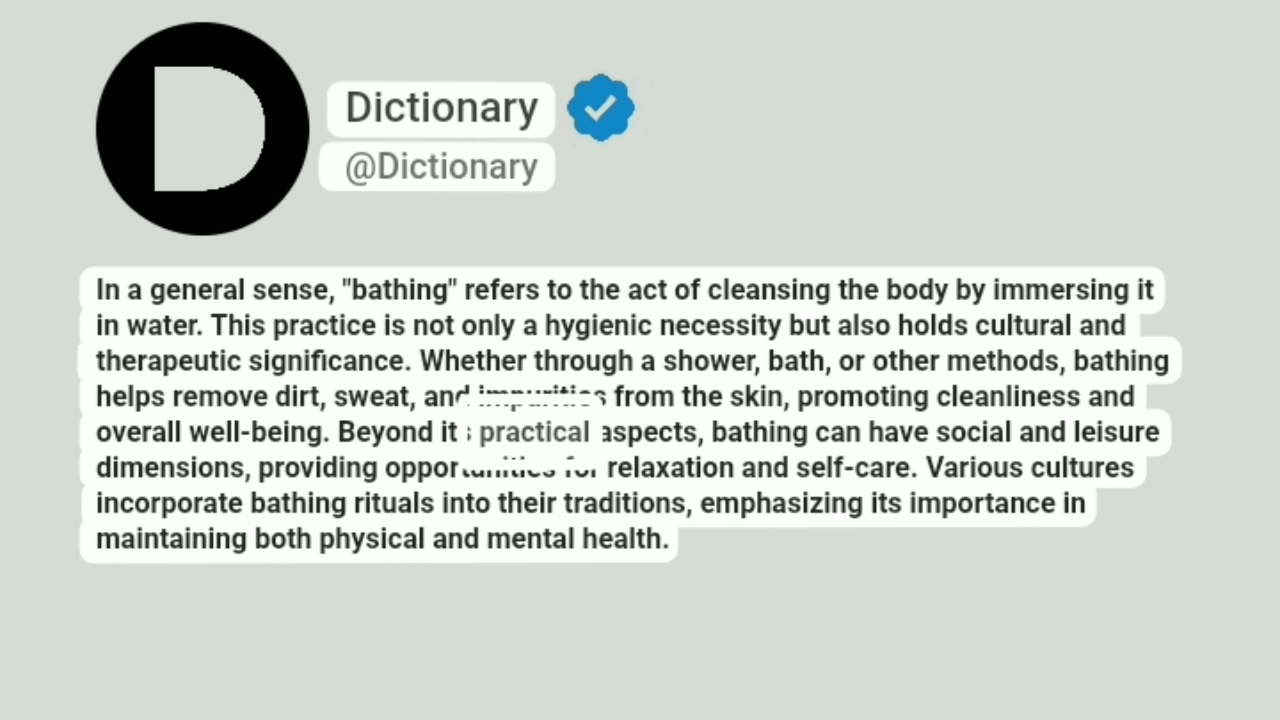 D
Dictionary
@Dictionary
In a general sense, "bathing" refers to the act of cleansing the body by immersing it
in water. This practice is not only a hygienic necessity but also holds cultural and
therapeutic significance. Whether through a shower, bath, or other methods, bathing
helps remove dirt, sweat, and impurities from the skin, promoting cleanliness and
overall well-being. Beyond its practical aspects, bathing can have social and leisure
dimensions, providing opportunities for relaxation and self-care. Various cultures
incorporate bathing rituals into their traditions, emphasizing its importance in
maintaining both physical and mental health.